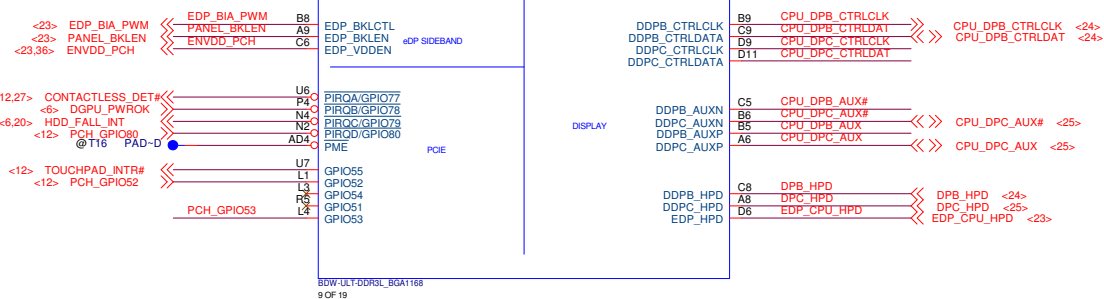 <23> EDP_BIA_PWM EDP_BIA_PWM B8 EDP_BKLCTL
<23> PANEL_BKLEN PANEL_BKLEN A9 EDP_BKLEN
<23,36> ENVDD_PCH ENVDD_PCH C6 EDP_VDDEN
eDP SIDEBAND
DDPB_CTRLCLK B9 CPU_DPB_CTRLCLK CPU_DPB_CTRLCLK <24>
DDPB_CTRLDATA C9 CPU_DPB_CTRLDAT CPU_DPB_CTRLDAT <24>
DDPC_CTRLCLK D9 CPU_DPC_CTRLCLK
DDPC_CTRLDATA D11 CPU_DPC_CTRLDAT
12,27> CONTACTLESS_DET# U6 PIRQA/GPIO77
<6> DGPU_PWROK P4 PIRQB/GPIO78
<6,20> HDD_FALL_INT N4 PIRQC/GPIO79
<12> PCH_GPIO80 N2 PIRQD/GPIO80
@T16 PAD~D AD4 PME
DISPLAY
PCIE
DDPB_AUXN C5 CPU_DPB_AUX#
DDPC_AUXN B6 CPU_DPC_AUX# CPU_DPC_AUX# <25>
DDPB_AUXP B5 CPU_DPB_AUX
DDPC_AUXP A6 CPU_DPC_AUX CPU_DPC_AUX <25>
<12> TOUCHPAD_INTR# U7 GPIO55
<12> PCH_GPIO52 L1 GPIO52
L3 GPIO54
R5 GPIO51
PCH_GPIO53 L4 GPIO53
DDPB_HPD C8 DPB_HPD DPB_HPD <24>
DDPC_HPD A8 DPC_HPD DPC_HPD <25>
EDP_HPD D6 EDP_CPU_HPD EDP_CPU_HPD <23>
BDW-ULT-DDR3L_BGA1168
9 OF 19